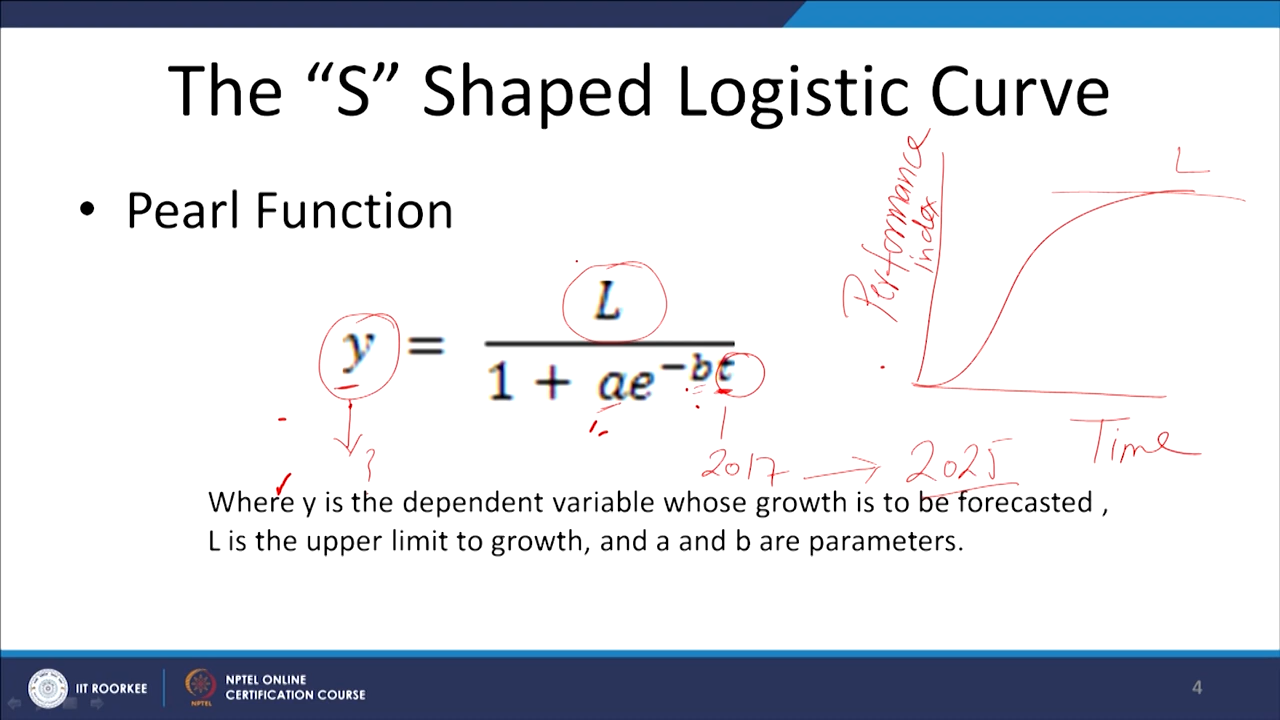 The “S” Shaped Logistic Curve
• Pearl Function
y = L / 1 + ae^{-bt}
Performance
index
L
Time
?
2017 → 2025
Where y is the dependent variable whose growth is to be forecasted ,
L is the upper limit to growth, and a and b are parameters.
IIT ROORKEE
NPTEL
NPTEL ONLINE
CERTIFICATION COURSE
4